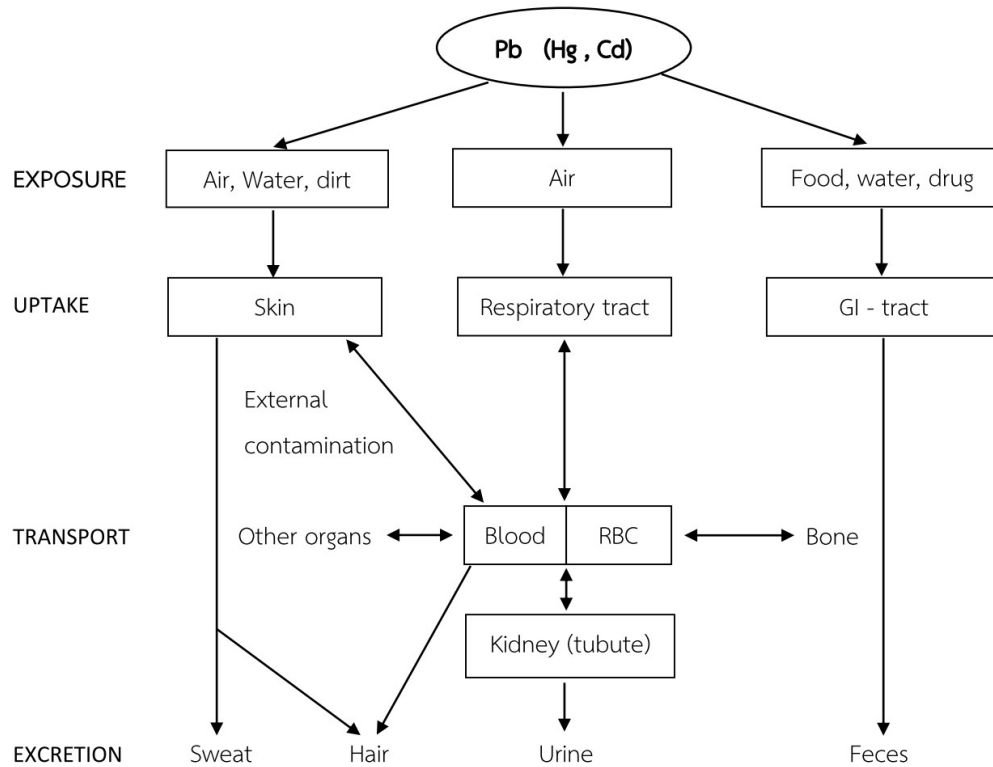 Pb (Hg , Cd)
EXPOSURE
Air, Water, dirt
Air
Food, water, drug
UPTAKE
Skin
Respiratory tract
GI - tract
External
contamination
TRANSPORT
Other organs
Blood
RBC
Bone
Kidney (tubute)
EXCRETION
Sweat
Hair
Urine
Feces